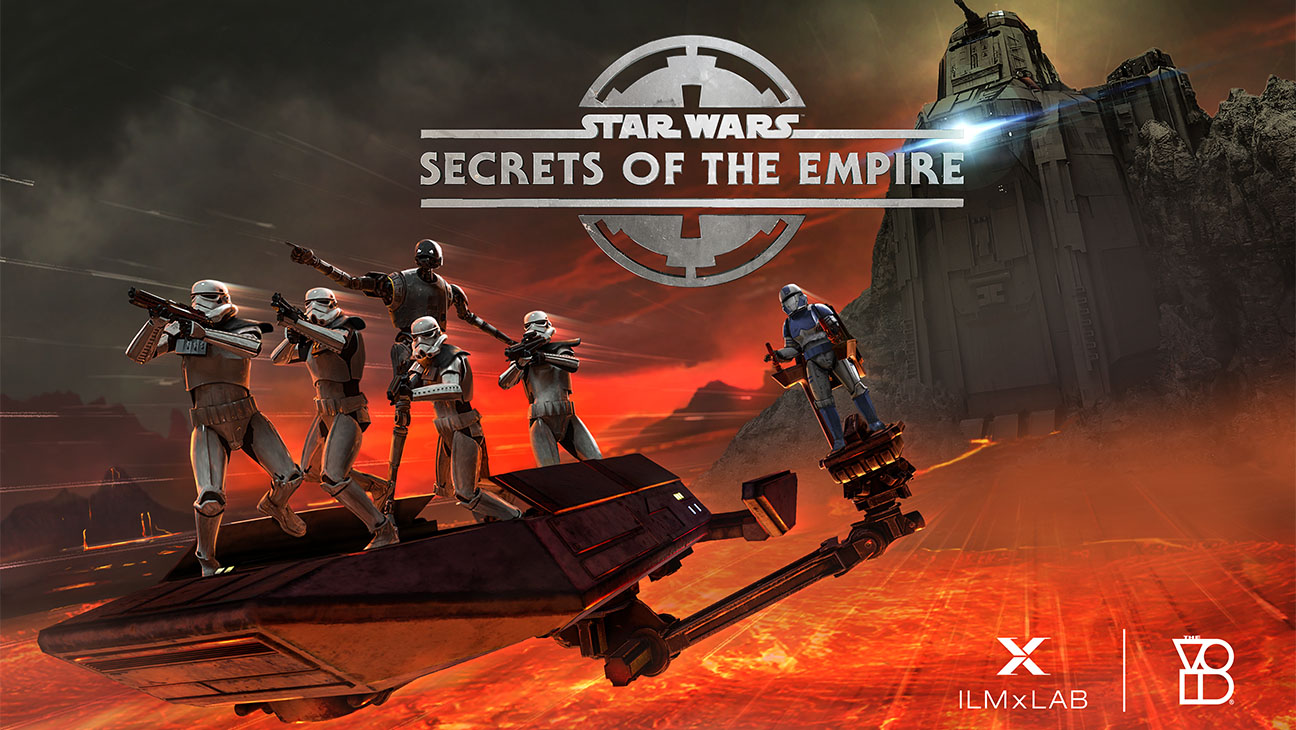 STAR WARS
SECRETS OF THE EMPIRE
ILMxLAB
THE
VOID